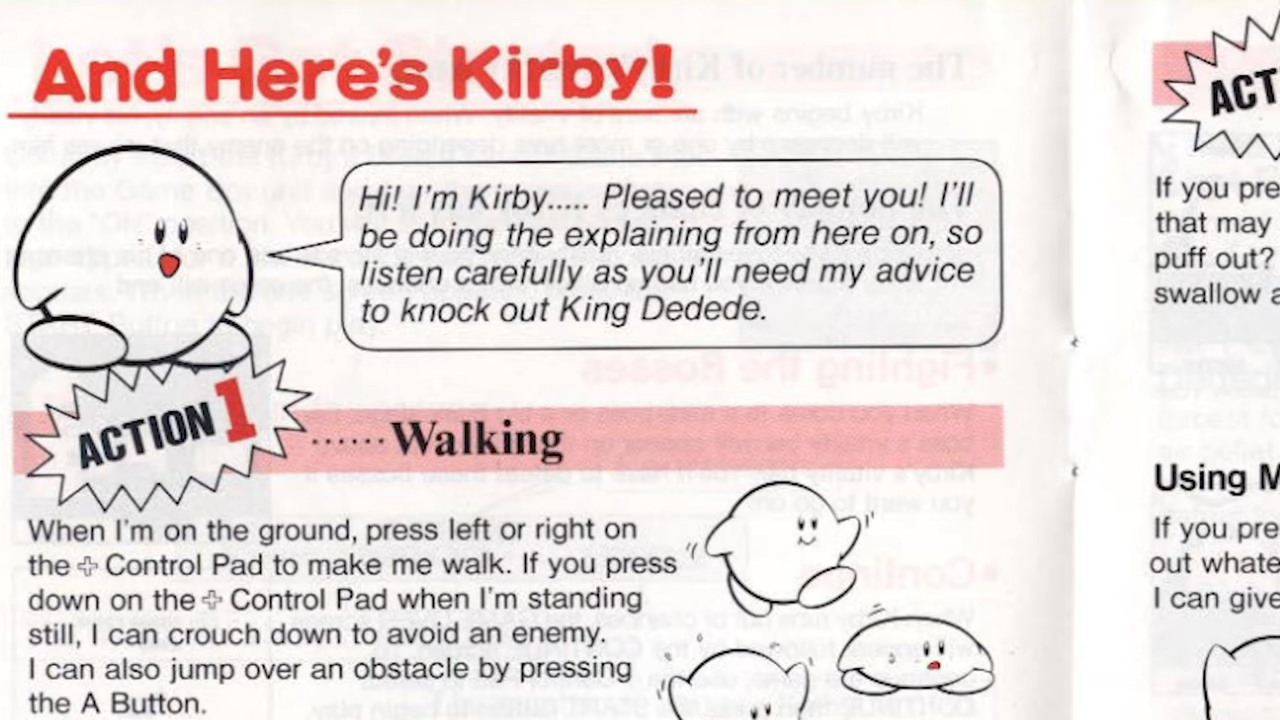 And Here's Kirby!
Hi! I'm Kirby..... Pleased to meet you! I'll
be doing the explaining from here on, so
listen carefully as you'll need my advice
to knock out King Dedede.
ACTION 1 ······Walking
When I'm on the ground, press left or right on
the ✚ Control Pad to make me walk. If you press
down on the ✚ Control Pad when I'm standing
still, I can crouch down to avoid an enemy.
I can also jump over an obstacle by pressing
the A Button.
If you pre
that may
puff out?
swallow a
Using M
If you pre
out whate
I can give